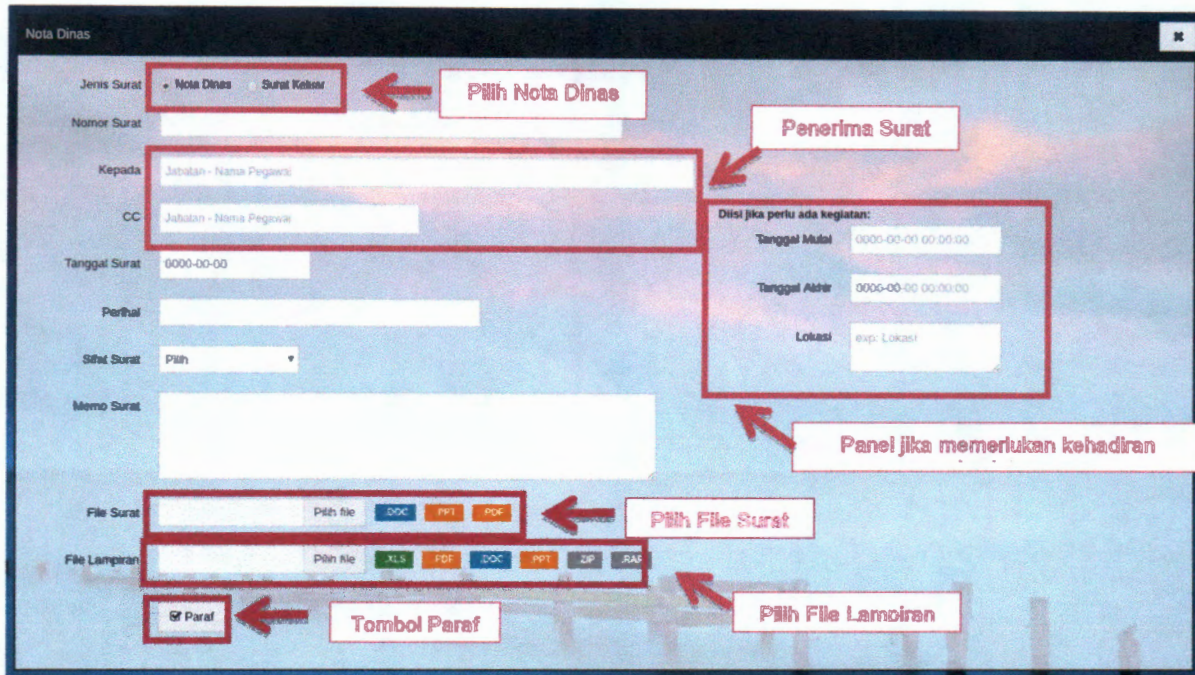 Nota Dinas
Jenis Surat Nota Dinas Surat Keluar
Pilih Nota Dinas
Nomor Surat
Penerima Surat
Kepada Jabatan - Nama Pegawai
CC Jabatan - Nama Pegawai
Diisi jika perlu ada kegiatan:
Tanggal Mulai 0000-00-00 00:00:00
Tanggal Surat 0000-00-00
Tanggal Akhir 0000-00-00 00:00:00
Perihal
Lokasi exp: Lokasi
Sifat Surat Pilih
Memo Surat
Panel jika memerlukan kehadiran
File Surat Pilih file .DOC .PPT .PDF
Pilih File Surat
File Lampiran Pilih file .XLS .PDF .DOC .PPT .ZIP .RAR
Pilih File Lampiran
Paraf
Tombol Paraf